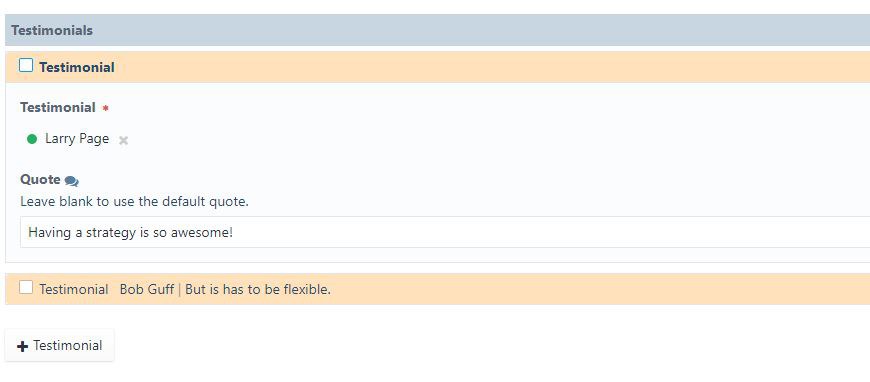 Testimonials
Testimonial
Testimonial *
Larry Page ×
Quote
Leave blank to use the default quote.
Having a strategy is so awesome!
Testimonial Bob Guff | But is has to be flexible.
+ Testimonial